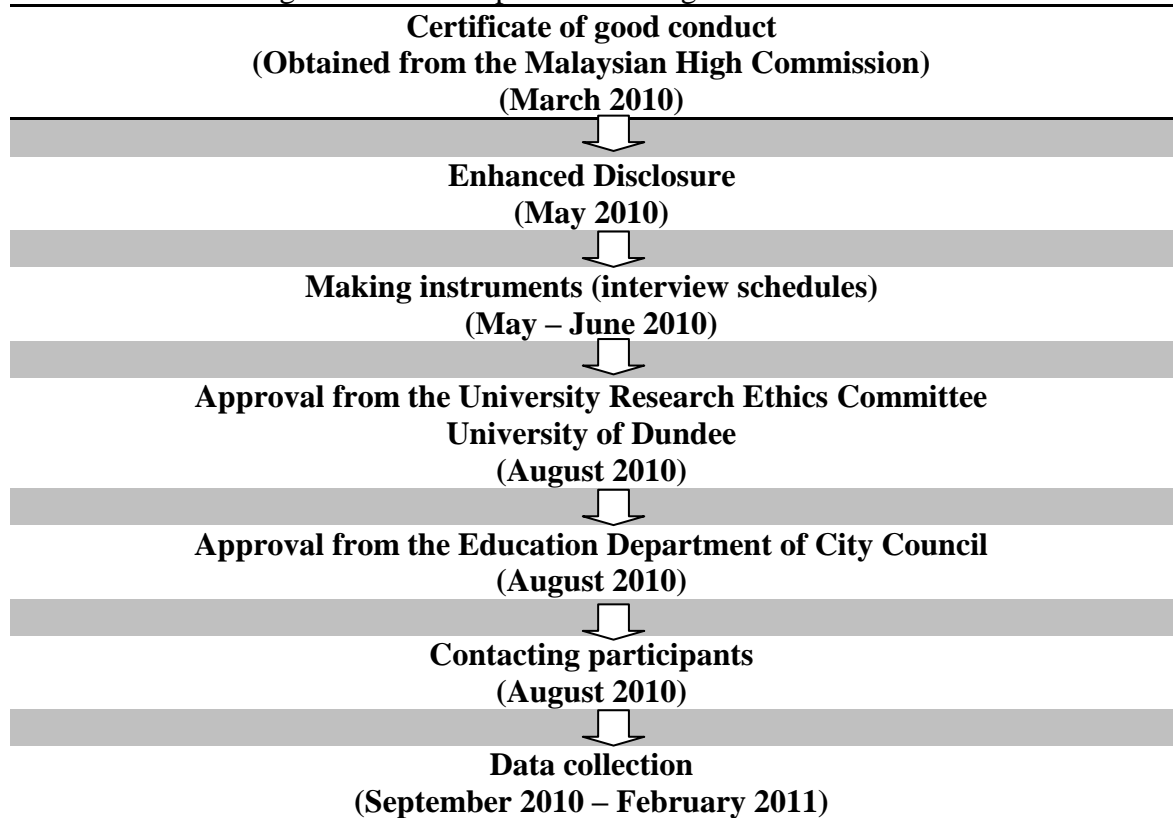 Certificate of good conduct
(Obtained from the Malaysian High Commission)
(March 2010)
Enhanced Disclosure
(May 2010)
Making instruments (interview schedules)
(May – June 2010)
Approval from the University Research Ethics Committee
University of Dundee
(August 2010)
Approval from the Education Department of City Council
(August 2010)
Contacting participants
(August 2010)
Data collection
(September 2010 – February 2011)